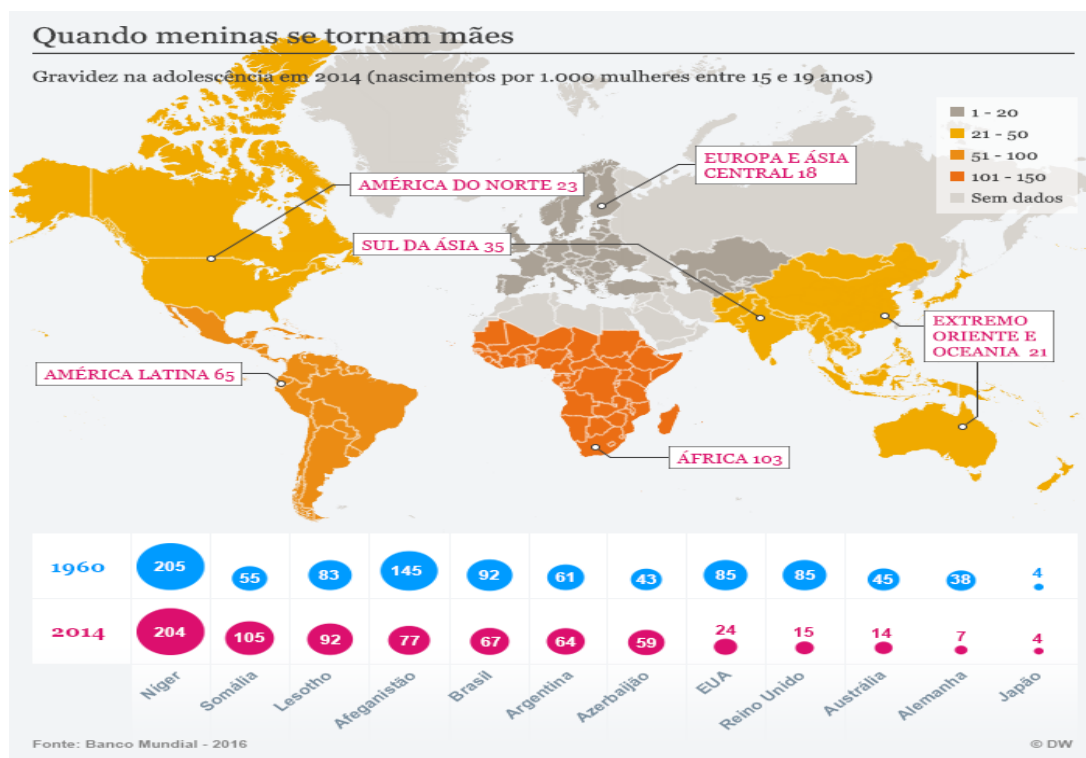 Quando meninas se tornam mães
Gravidez na adolescência em 2014 (nascimentos por 1.000 mulheres entre 15 e 19 anos)
1 - 20
21 - 50
51 - 100
101 - 150
Sem dados
EUROPA E ÁSIA
CENTRAL 18
AMÉRICA DO NORTE 23
SUL DA ÁSIA 35
EXTREMO
ORIENTE E
OCEANIA 21
AMÉRICA LATINA 65
ÁFRICA 103
1960 205 55 83 145 92 61 43 85 85 45 38 4
2014 204 105 92 77 67 64 59 24 15 14 7 4
Níger Somália Lesotho Afeganistão Brasil Argentina Azerbaijão EUA Reino Unido Austrália Alemanha Japão
Fonte: Banco Mundial - 2016
© DW